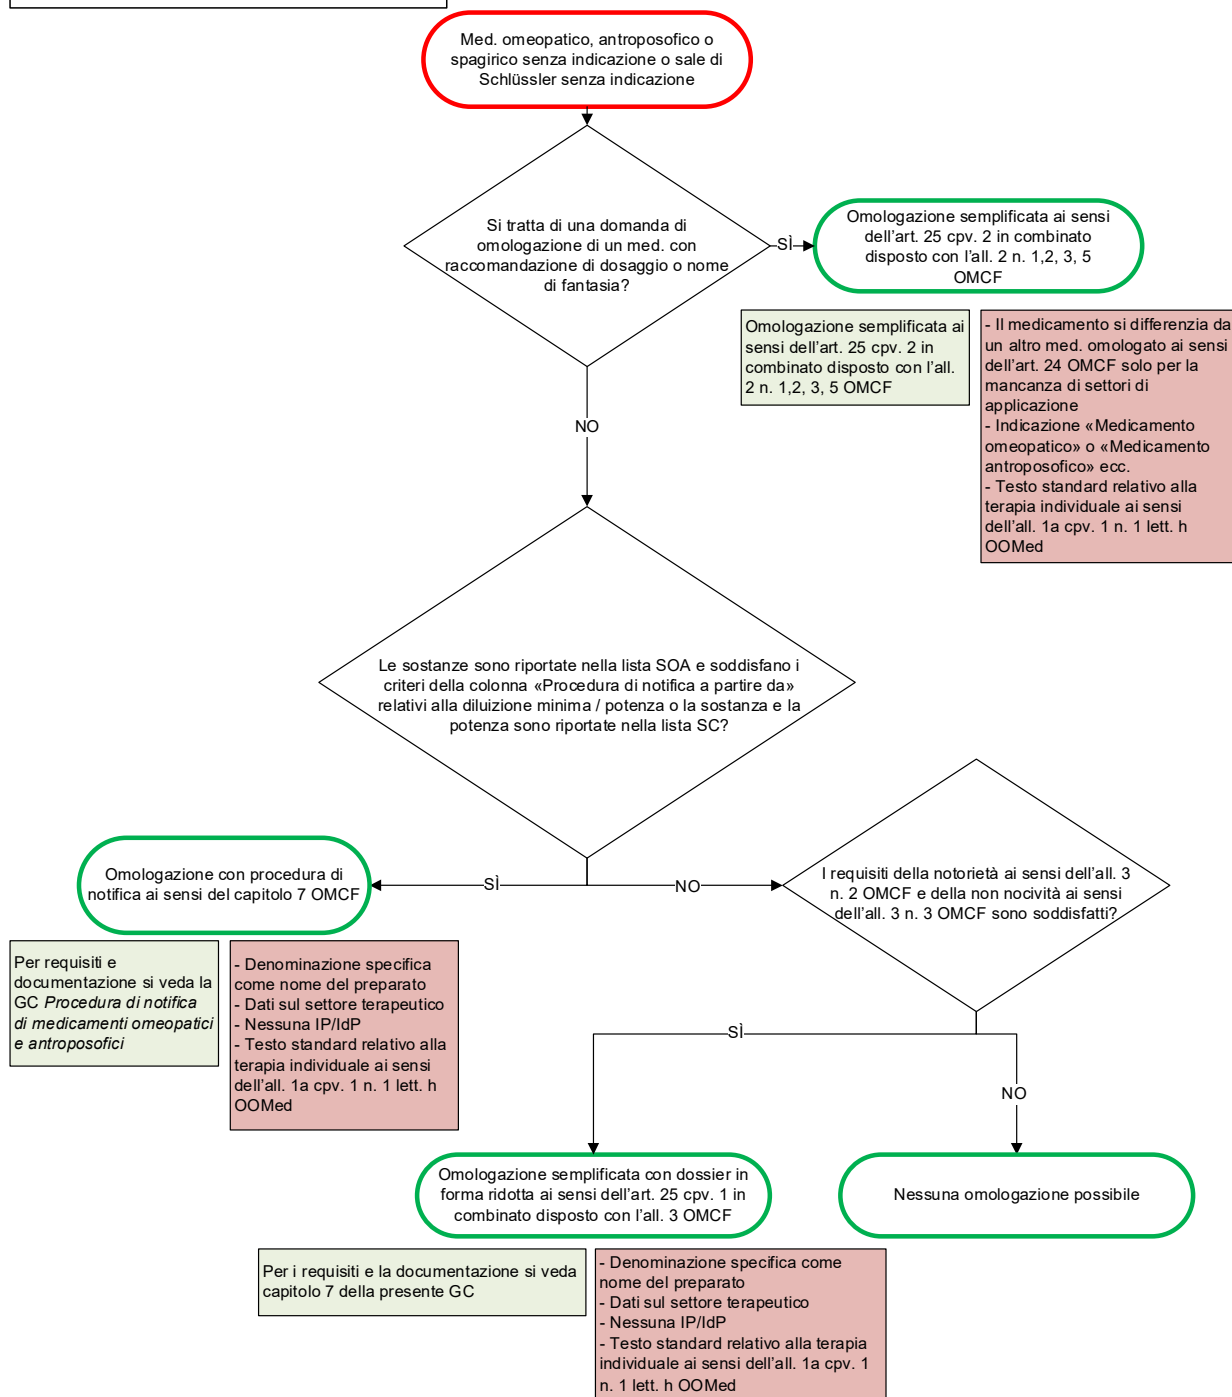 Med. omeopatico, antroposofico o
spagirico senza indicazione o sale di
Schlüssler senza indicazione
Si tratta di una domanda di
omologazione di un med. con
raccomandazione di dosaggio o nome
di fantasia?
SÌ
Omologazione semplificata ai sensi
dell'art. 25 cpv. 2 in combinato
disposto con l'all. 2 n. 1,2, 3, 5
OMCF
Omologazione semplificata ai
sensi dell'art. 25 cpv. 2 in
combinato disposto con l'all.
2 n. 1,2, 3, 5 OMCF
- Il medicamento si differenzia da
un altro med. omologato ai sensi
dell'art. 24 OMCF solo per la
mancanza di settori di
applicazione
- Indicazione «Medicamento
omeopatico» o «Medicamento
antroposofico» ecc.
- Testo standard relativo alla
terapia individuale ai sensi
dell'all. 1a cpv. 1 n. 1 lett. h
OOMed
NO
Le sostanze sono riportate nella lista SOA e soddisfano i
criteri della colonna «Procedura di notifica a partire da»
relativi alla diluizione minima / potenza o la sostanza e la
potenza sono riportate nella lista SC?
SÌ
NO
Omologazione con procedura di
notifica ai sensi del capitolo 7 OMCF
I requisiti della notorietà ai sensi dell'all. 3
n. 2 OMCF e della non nocività ai sensi
dell'all. 3 n. 3 OMCF sono soddisfatti?
Per requisiti e
documentazione si veda la
GC Procedura di notifica
di medicamenti omeopatici
e antroposofici
- Denominazione specifica
come nome del preparato
- Dati sul settore terapeutico
- Nessuna IP/IdP
- Testo standard relativo alla
terapia individuale ai sensi
dell'all. 1a cpv. 1 n. 1 lett. h
OOMed
SÌ
NO
Omologazione semplificata con dossier in
forma ridotta ai sensi dell'art. 25 cpv. 1 in
combinato disposto con l'all. 3 OMCF
Nessuna omologazione possibile
Per i requisiti e la documentazione si veda
capitolo 7 della presente GC
- Denominazione specifica come
nome del preparato
- Dati sul settore terapeutico
- Nessuna IP/IdP
- Testo standard relativo alla terapia
individuale ai sensi dell'all. 1a cpv. 1
n. 1 lett. h OOMed